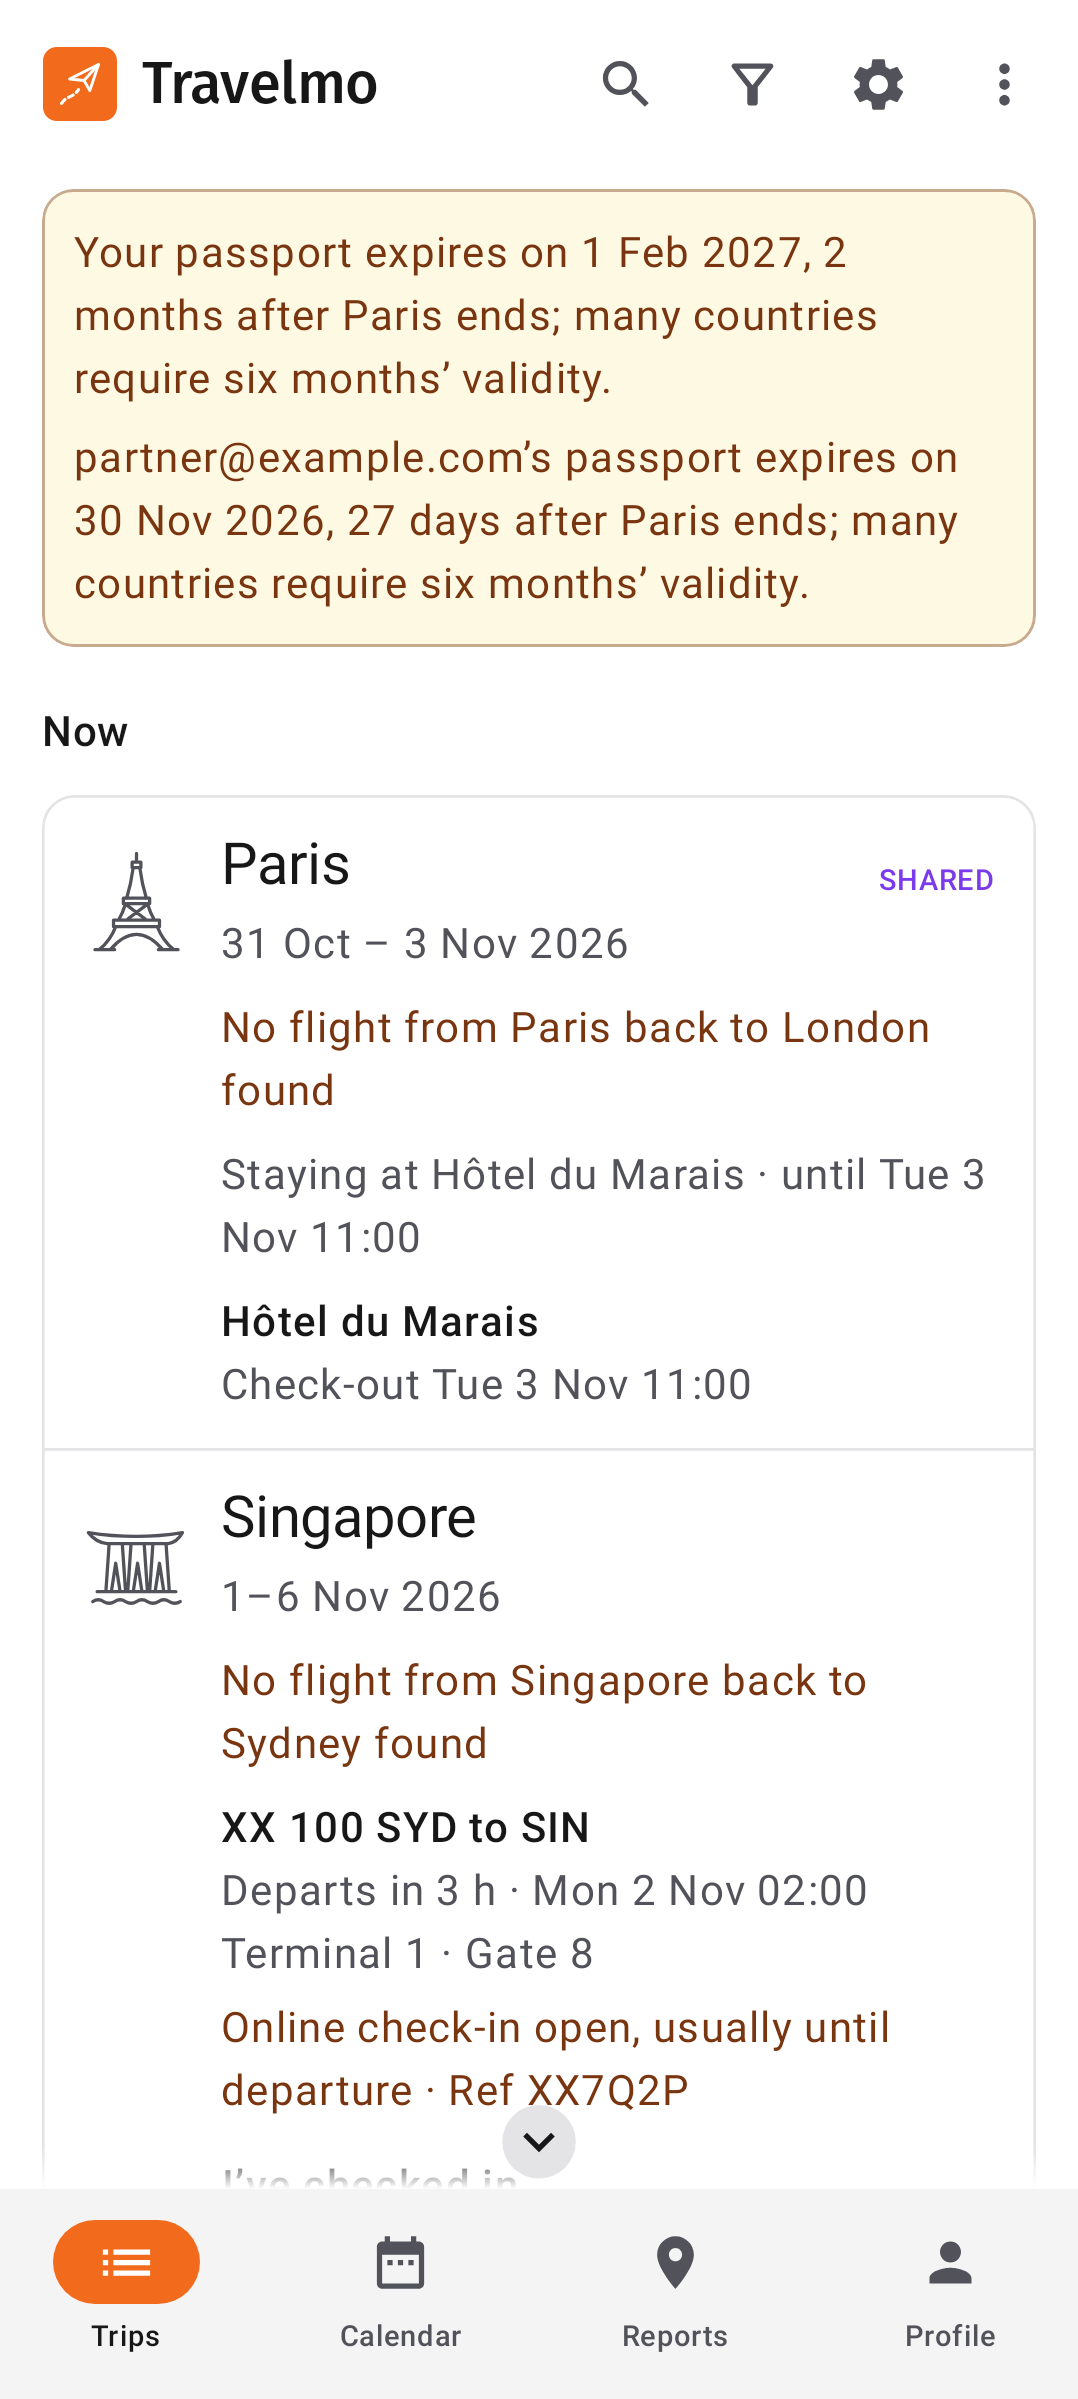 Travelmo
Your passport expires on 1 Feb 2027, 2
months after Paris ends; many countries
require six months’ validity.
partner@example.com’s passport expires on
30 Nov 2026, 27 days after Paris ends; many
countries require six months’ validity.
Now
Paris
SHARED
31 Oct – 3 Nov 2026
No flight from Paris back to London
found
Staying at Hôtel du Marais · until Tue 3
Nov 11:00
Hôtel du Marais
Check-out Tue 3 Nov 11:00
Singapore
1–6 Nov 2026
No flight from Singapore back to
Sydney found
XX 100 SYD to SIN
Departs in 3 h · Mon 2 Nov 02:00
Terminal 1 · Gate 8
Online check-in open, usually until
departure · Ref XX7Q2P
I’ve checked in
Trips
Calendar
Reports
Profile